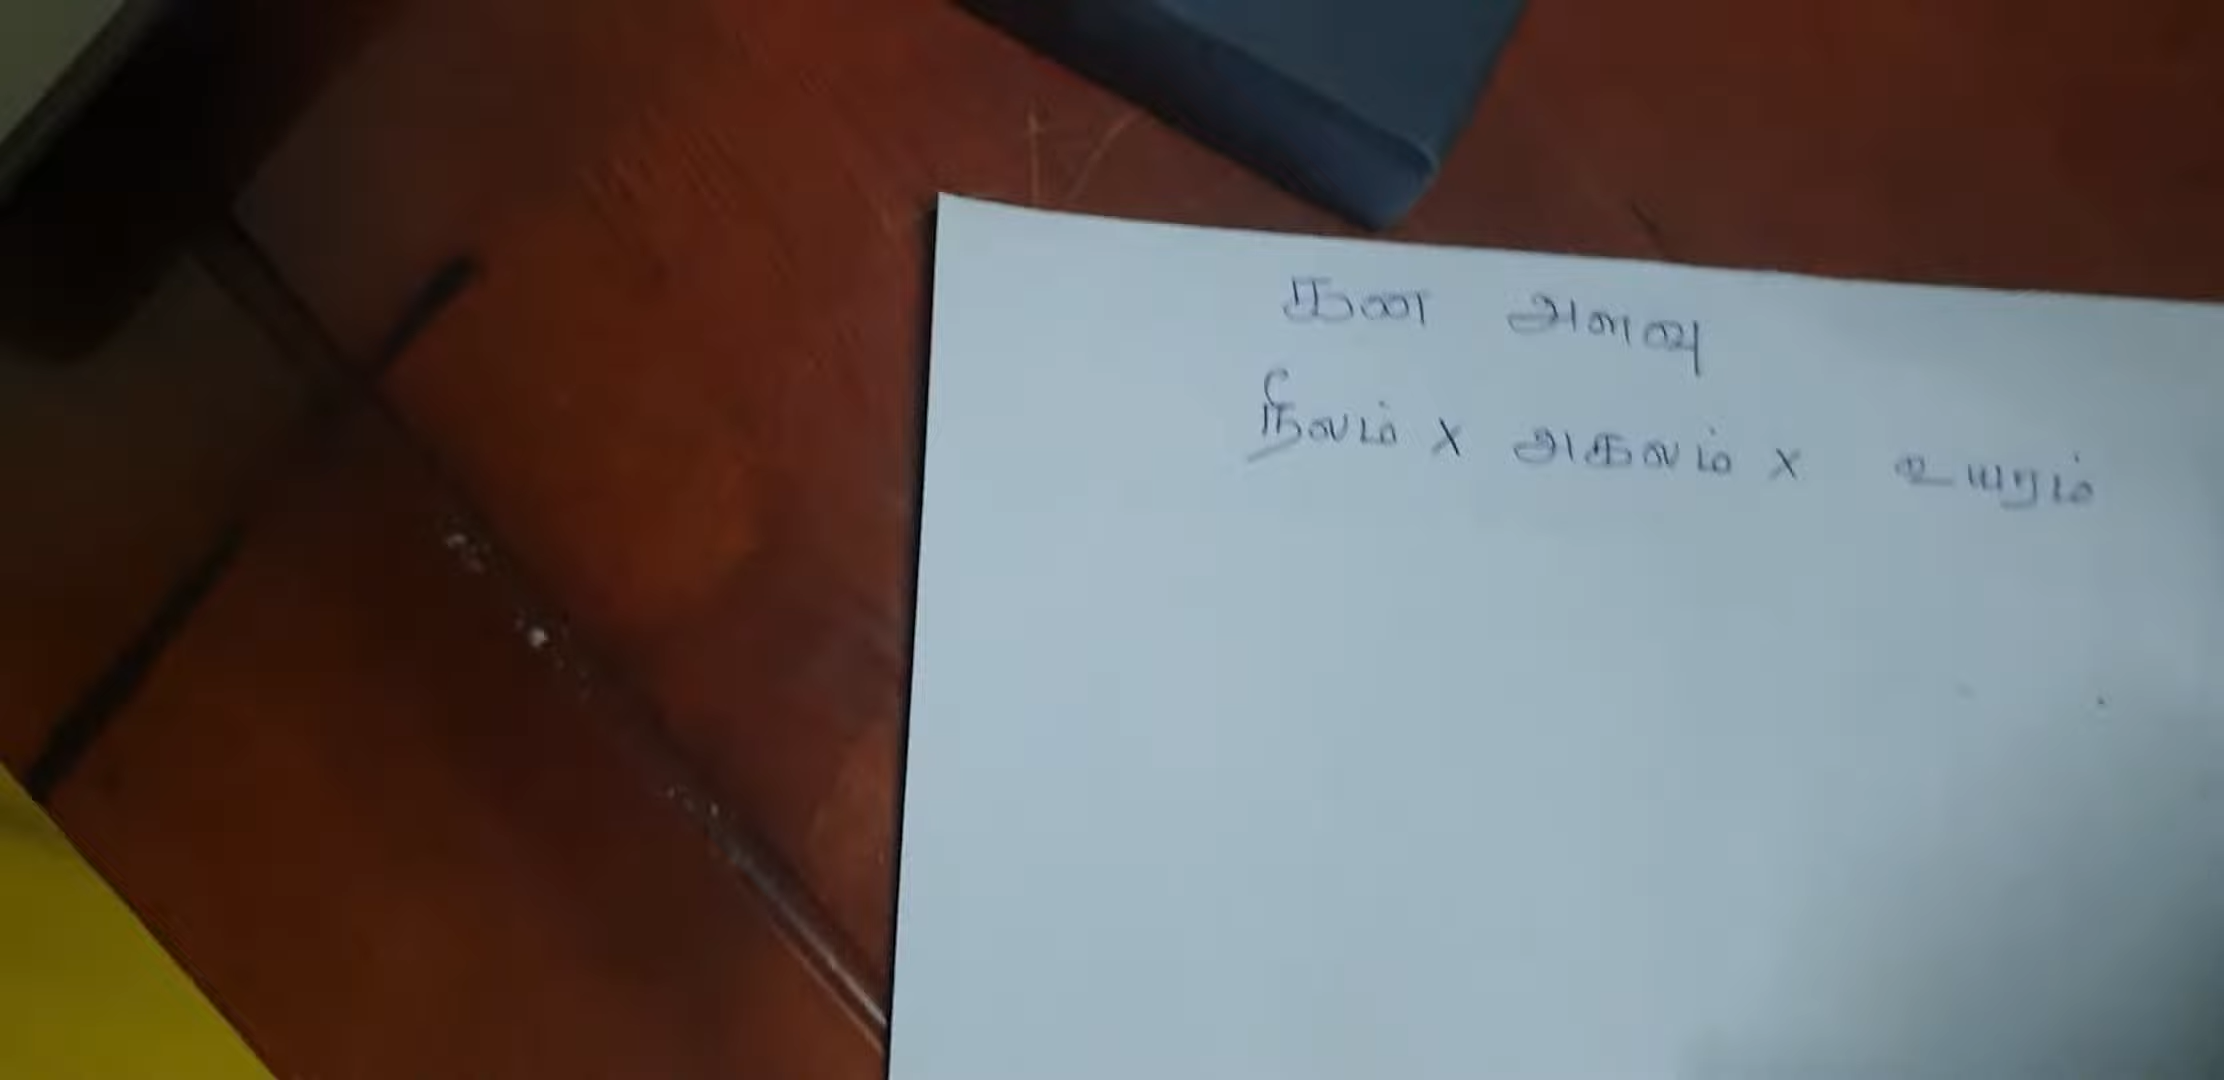 கன அளவு
நீலம் x அகலம் x உயரம்